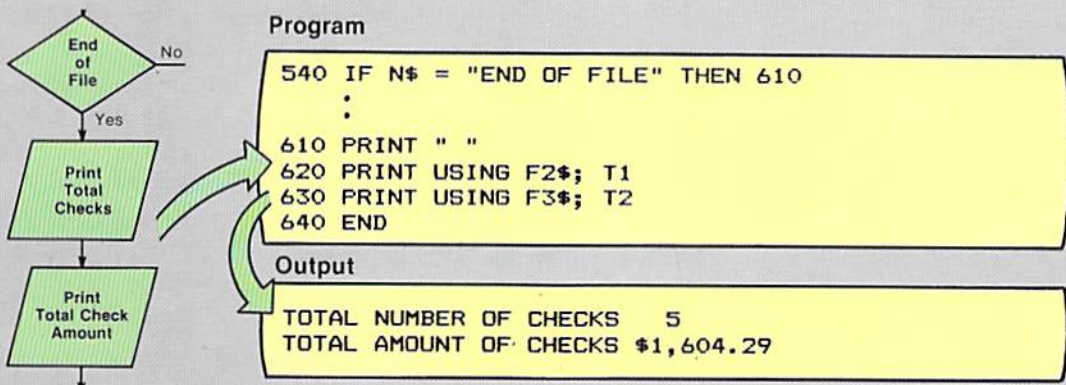 End
of
File
No
Yes
Print
Total
Checks
Print
Total Check
Amount
Program
540 IF N$ = "END OF FILE" THEN 610
.
.
610 PRINT " "
620 PRINT USING F2$; T1
630 PRINT USING F3$; T2
640 END
Output
TOTAL NUMBER OF CHECKS 5
TOTAL AMOUNT OF CHECKS $1,604.29